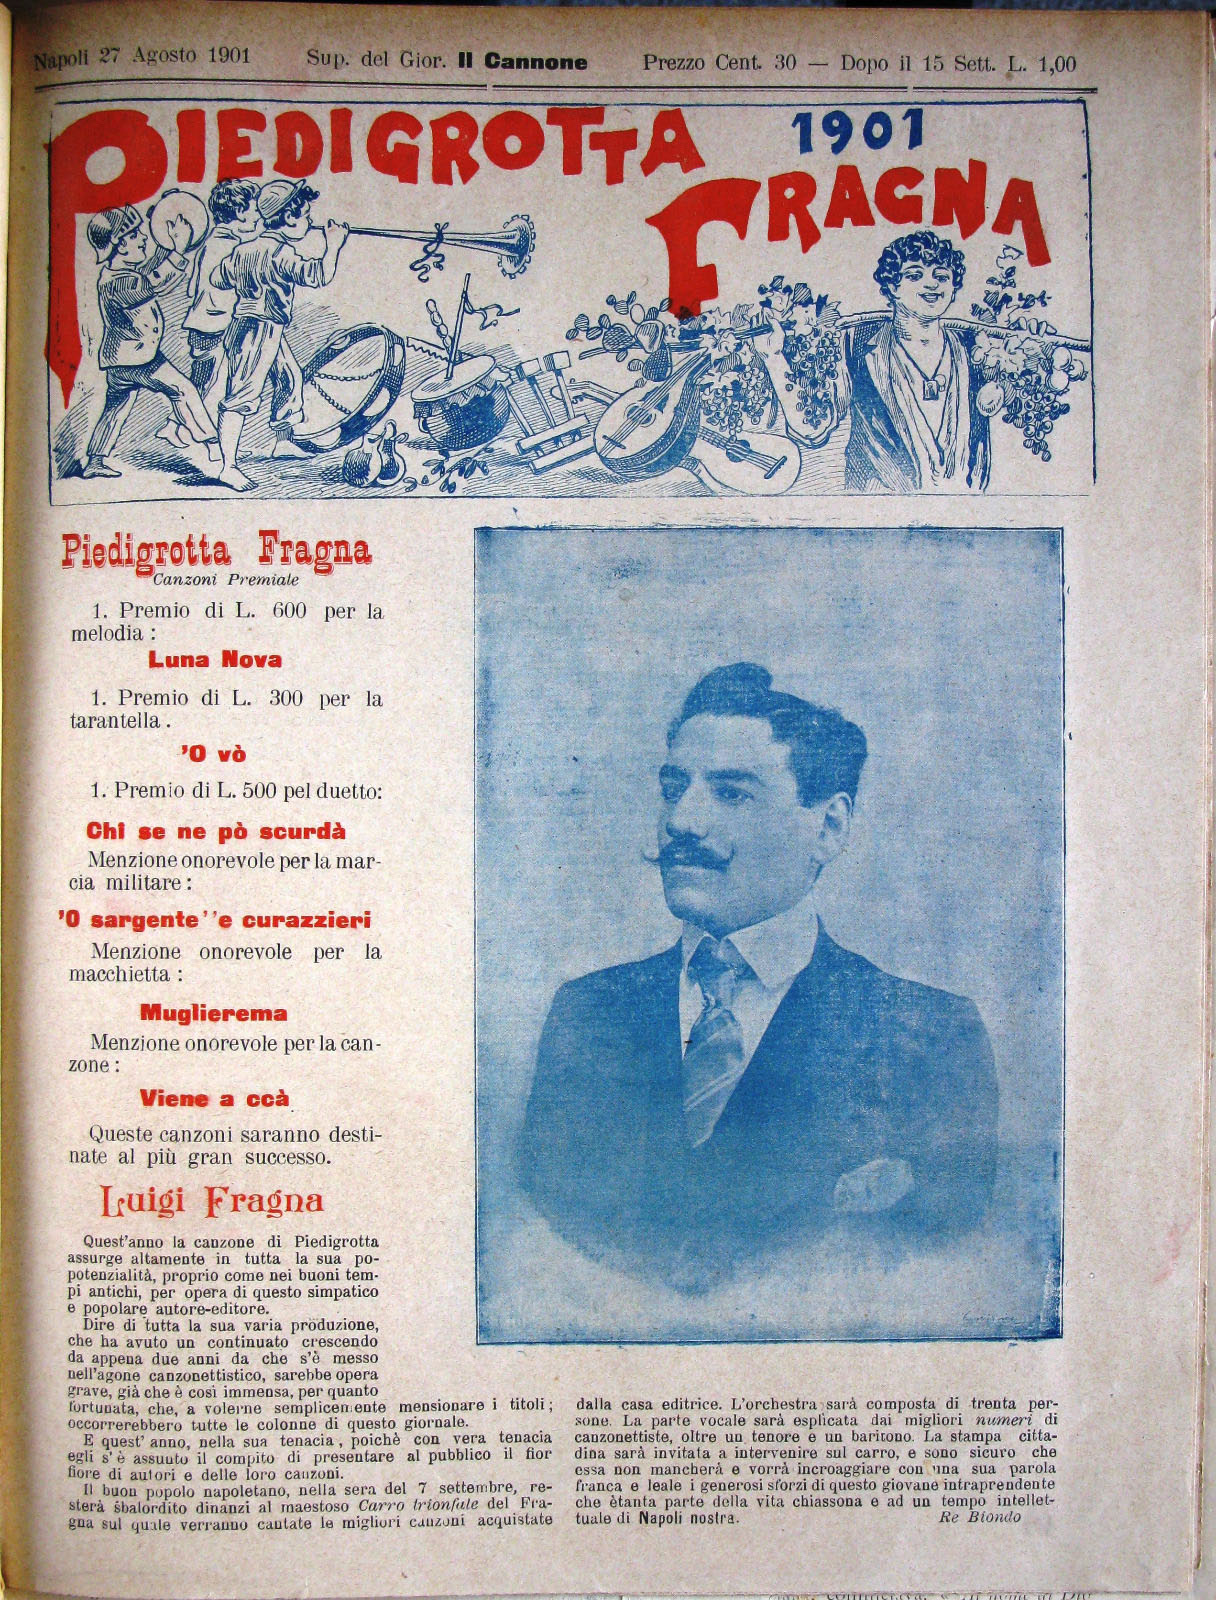 Napoli 27 Agosto 1901 Sup. del Gior. Il Cannone Prezzo Cent. 30 — Dopo il 15 Sett. L. 1,00
PIEDIGROTTA 1901
FRAGNA
Piedigrotta Fragna
Canzoni Premiate
1. Premio di L. 600 per la
melodia :
Luna Nova
1. Premio di L. 300 per la
tarantella .
'O vò
1. Premio di L. 500 pel duetto:
Chi se ne pò scurdà
Menzione onorevole per la mar-
cia militare :
'O sargente ''e curazzieri
Menzione onorevole per la
macchietta :
Muglierema
Menzione onorevole per la can-
zone :
Viene a ccà
Queste canzoni saranno desti-
nate al più gran successo.
Luigi Fragna
Quest'anno la canzone di Piedigrotta
assurge altamente in tutta la sua po-
potenzialità, proprio come nei buoni tem-
pi antichi, per opera di questo simpatico
e popolare autore-editore.
Dire di tutta la sua varia produzione,
che ha avuto un continuato crescendo
da appena due anni da che s'è messo
nell'agone canzonettistico, sarebbe opera
grave, già che è così immensa, per quanto
fortunata, che, a volerne semplicemente mensionare i titoli ;
occorrerebbero tutte le colonne di questo giornale.
E quest' anno, nella sua tenacia , poichè con vera tenacia
egli s'è assunto il compito di presentare al pubblico il fior
fiore di autori e delle loro canzoni.
Il buon popolo napoletano, nella sera del 7 settembre, re-
sterà sbalordito dinanzi al maestoso Carro trionfale del Fra-
gna sul quale verranno cantate le migliori canzoni acquistate
dalla casa editrice. L'orchestra sarà composta di trenta per-
sone. La parte vocale sarà esplicata dai migliori numeri di
canzonettiste, oltre un tenore e un baritono. La stampa citta-
dina sarà invitata a intervenire sul carro, e sono sicuro che
essa non mancherà e vorrà incroaggiare con una sua parola
franca e leale i generosi sforzi di questo giovane intraprendente
che ètanta parte della vita chiassona e ad un tempo intellet-
tuale di Napoli nostra. Re Biondo